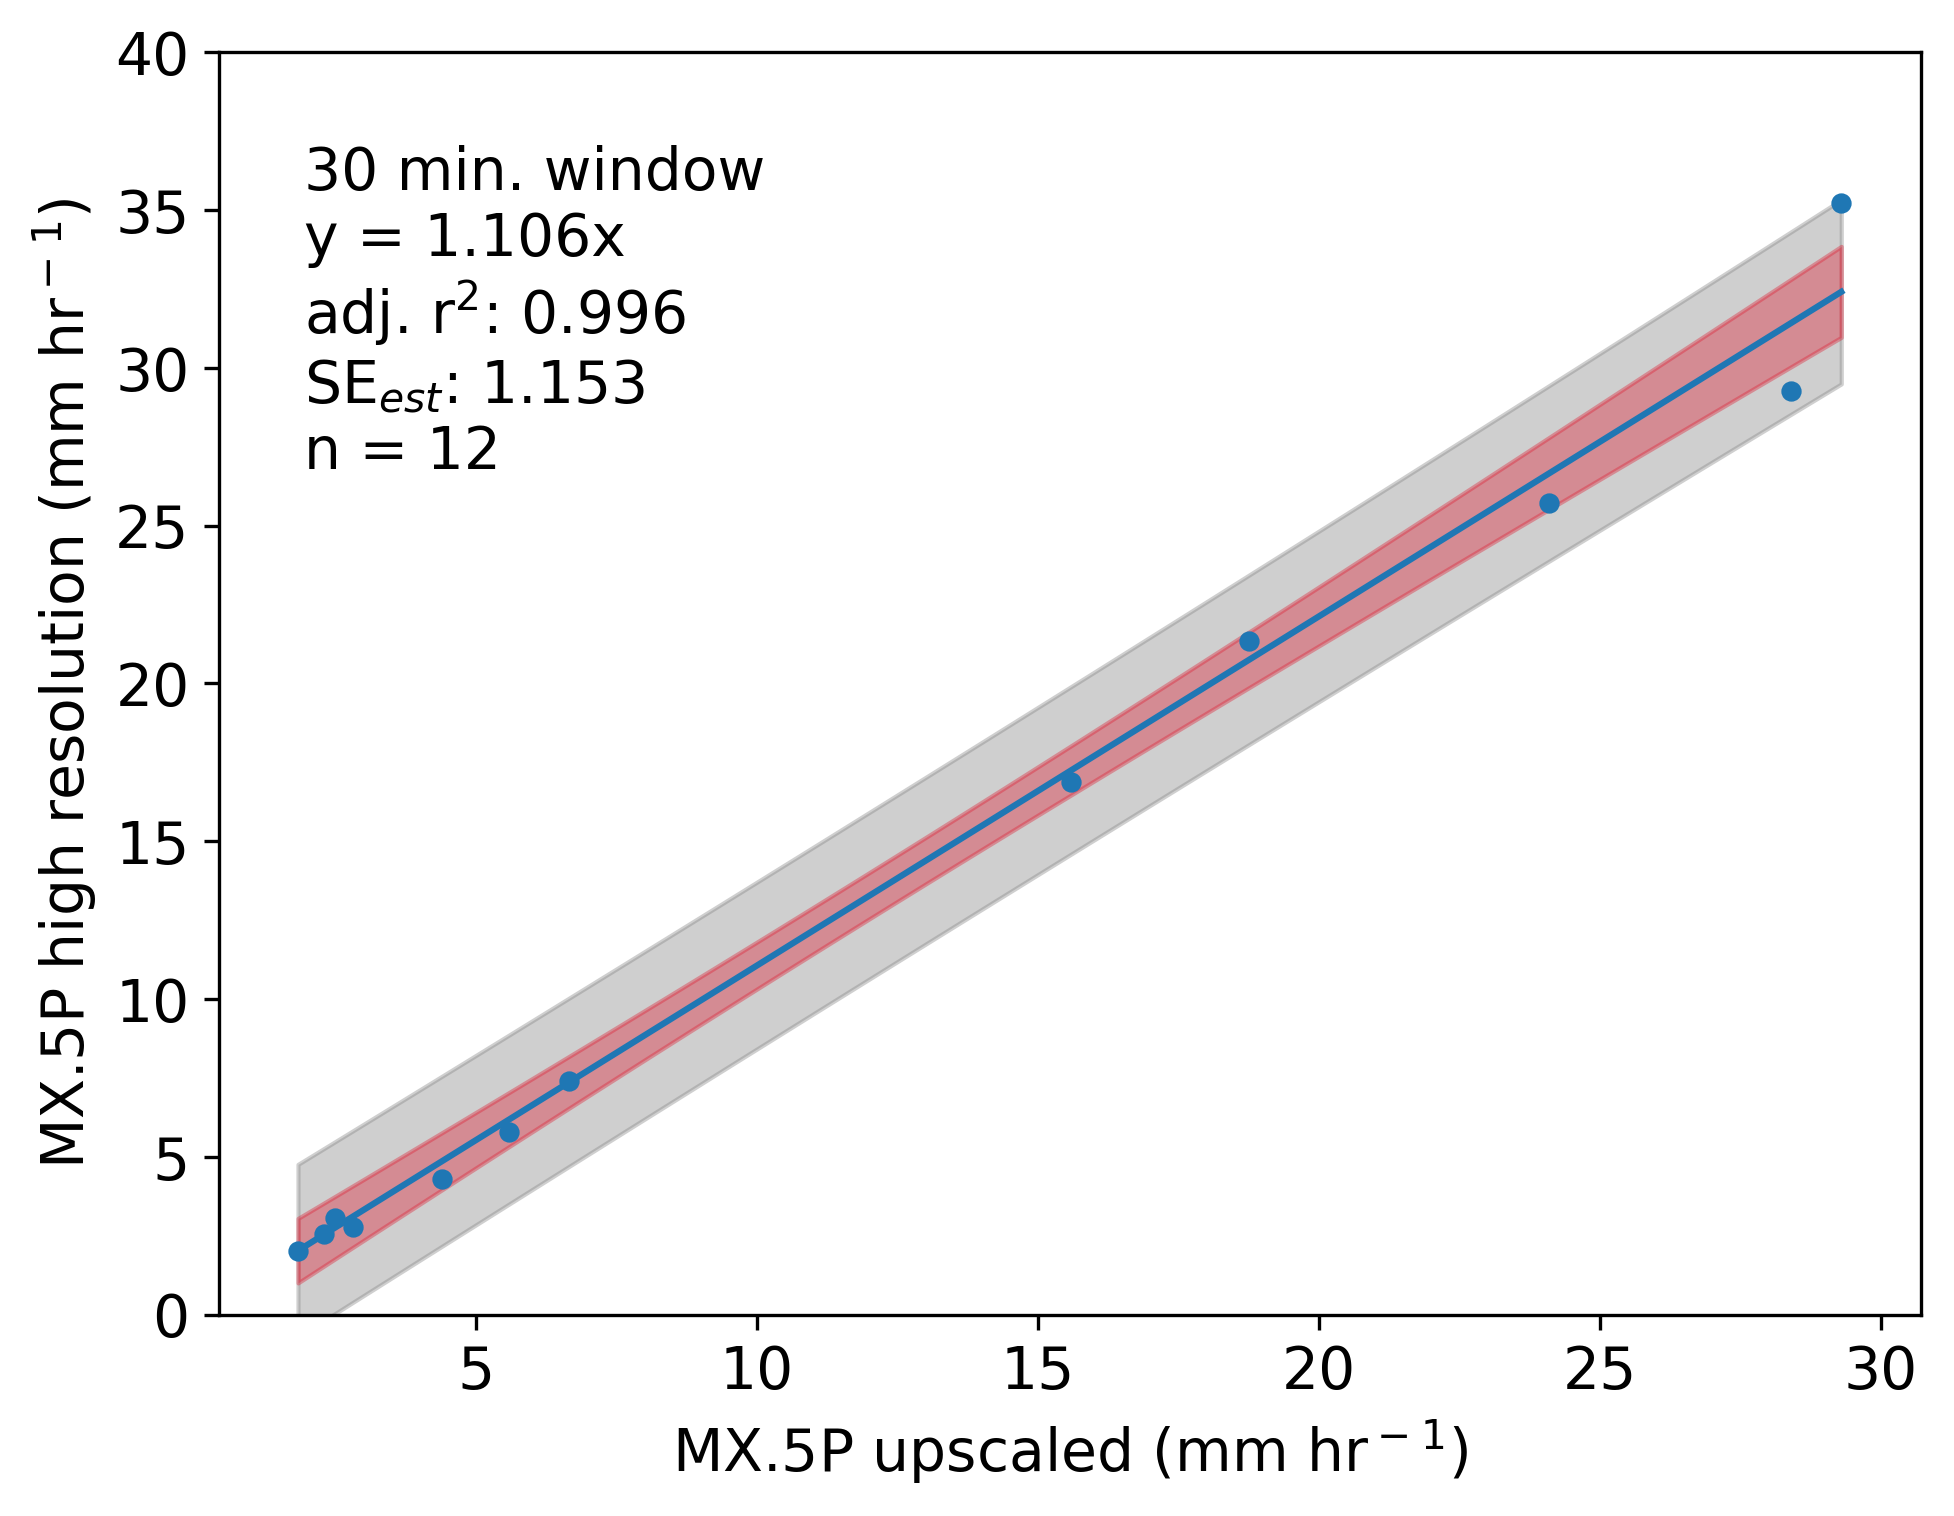 30 min. window
y = 1.106x
adj. r²: 0.996
SEₑₛₜ: 1.153
n = 12
MX.5P high resolution (mm hr⁻¹)
40
35
30
25
20
15
10
5
0
5 10 15 20 25 30
MX.5P upscaled (mm hr⁻¹)